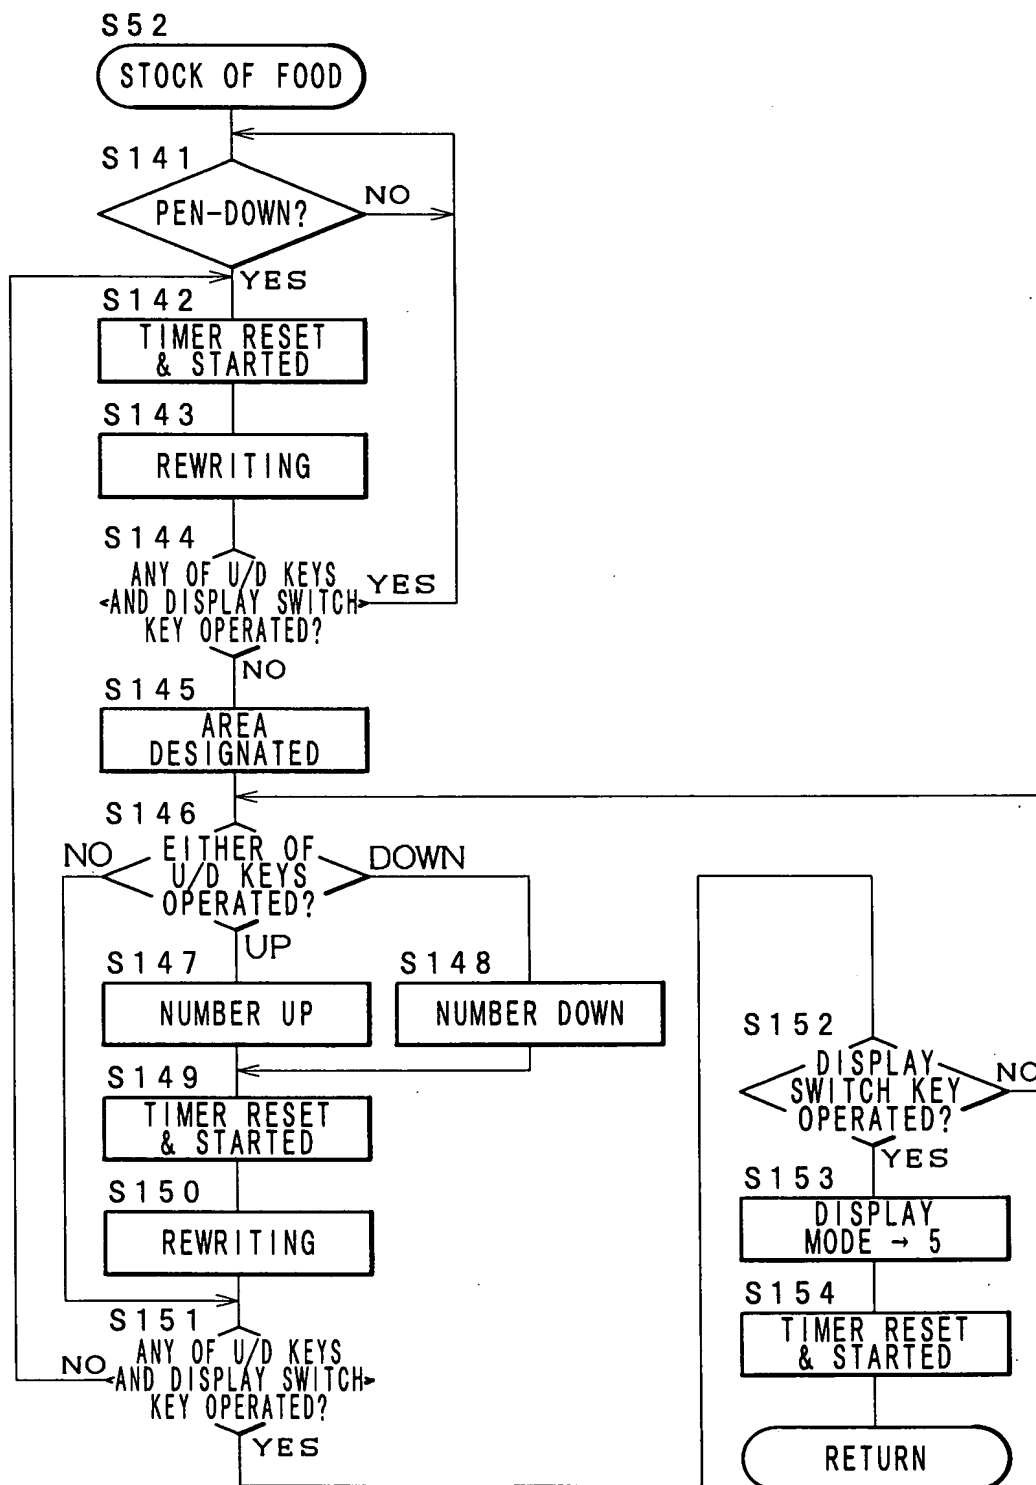 S52
STOCK OF FOOD
S141
PEN-DOWN?
NO
YES
S142
TIMER RESET
& STARTED
S143
REWRITING
S144
ANY OF U/D KEYS
AND DISPLAY SWITCH
KEY OPERATED?
YES
NO
S145
AREA
DESIGNATED
S146
EITHER OF
U/D KEYS
OPERATED?
NO
DOWN
UP
S147
NUMBER UP
S148
NUMBER DOWN
S149
TIMER RESET
& STARTED
S150
REWRITING
S151
ANY OF U/D KEYS
AND DISPLAY SWITCH
KEY OPERATED?
NO
YES
S152
DISPLAY
SWITCH KEY
OPERATED?
NO
YES
S153
DISPLAY
MODE → 5
S154
TIMER RESET
& STARTED
RETURN